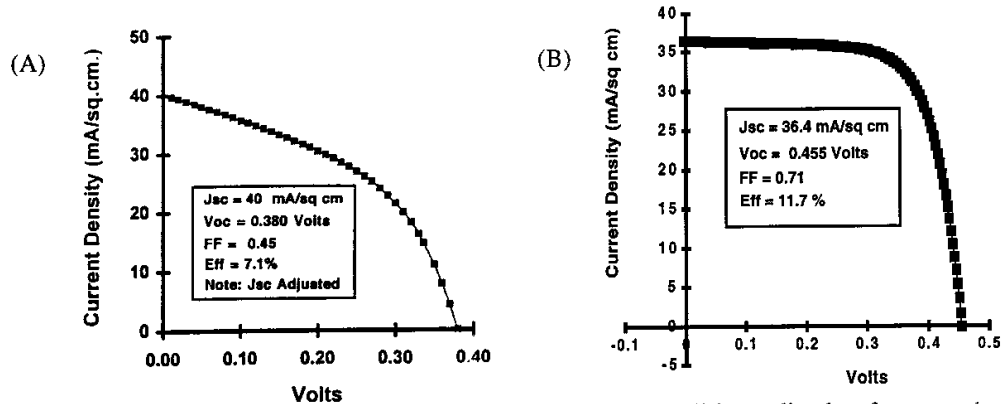 (A)
Current Density (mA/sq.cm.)
50
40
30
20
10
0
0.00 0.10 0.20 0.30 0.40
Volts
Jsc = 40 mA/sq cm
Voc = 0.380 Volts
FF = 0.45
Eff = 7.1%
Note: Jsc Adjusted
(B)
Current Density (mA/sq cm)
40
35
30
25
20
15
10
5
0
-5
-0.1 0 0.1 0.2 0.3 0.4 0.5
Volts
Jsc = 36.4 mA/sq cm
Voc = 0.455 Volts
FF = 0.71
Eff = 11.7 %